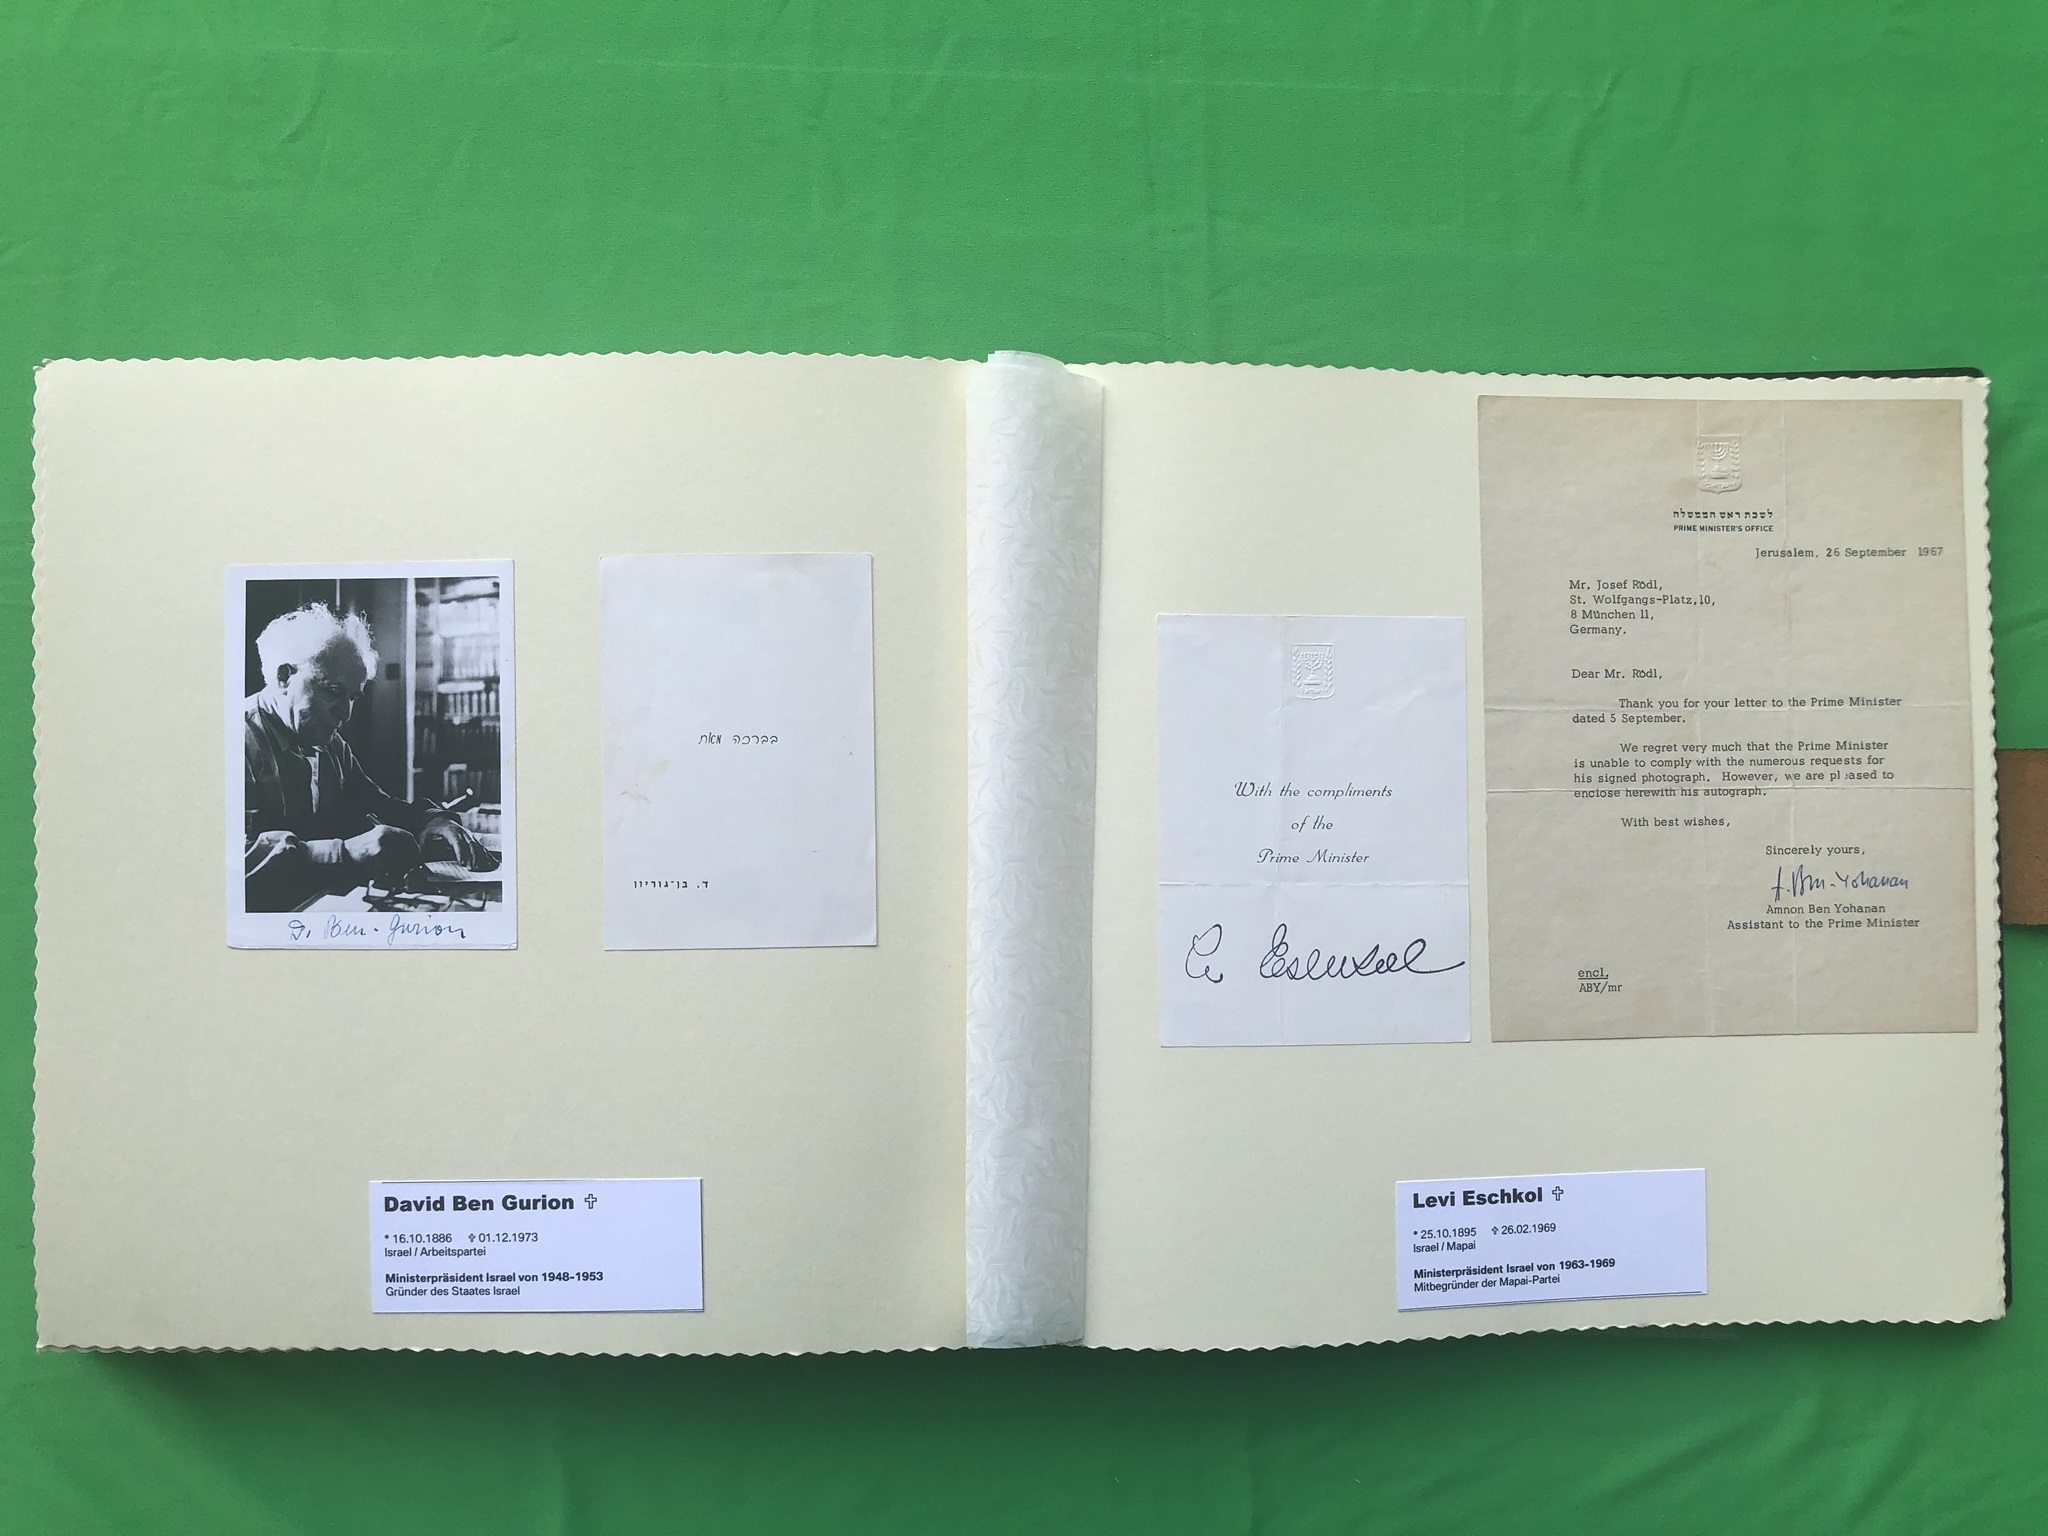 D. Ben-Gurion
בברכה מאת
ד. בן־גוריון
David Ben Gurion ✞
* 16.10.1886 ✞ 01.12.1973
Israel / Arbeitspartei
Ministerpräsident Israel von 1948-1953
Gründer des Staates Israel
With the compliments
of the
Prime Minister
L. Eshkol
לשכת ראש הממשלה
PRIME MINISTER'S OFFICE
Jerusalem, 26 September 1967
Mr. Josef Rödl,
St. Wolfgangs-Platz,10,
8 München 11,
Germany.
Dear Mr. Rödl,
Thank you for your letter to the Prime Minister
dated 5 September.
We regret very much that the Prime Minister
is unable to comply with the numerous requests for
his signed photograph. However, we are pleased to
enclose herewith his autograph.
With best wishes,
Sincerely yours,
A. Ben-Yohanan
Amnon Ben Yohanan
Assistant to the Prime Minister
encl.
ABY/mr
Levi Eschkol ✞
* 25.10.1895 ✞ 26.02.1969
Israel / Mapai
Ministerpräsident Israel von 1963-1969
Mitbegründer der Mapai-Partei